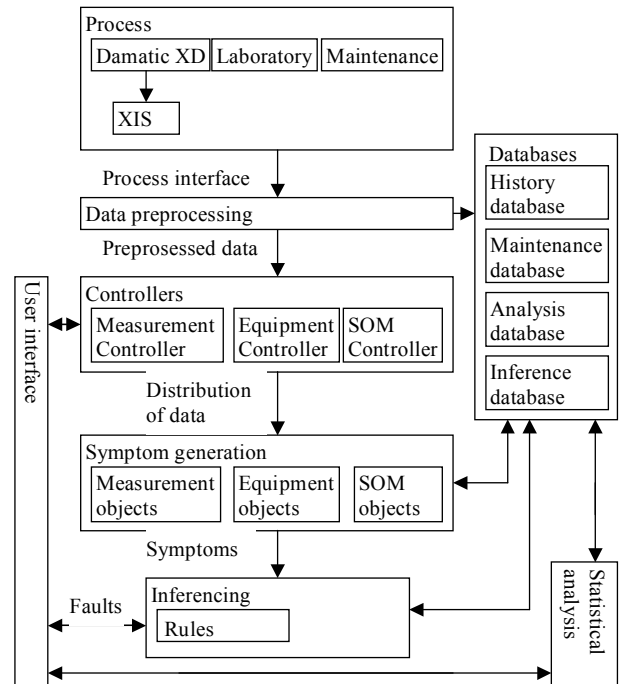 Process
Damatic XD
Laboratory
Maintenance
XIS
Process interface
Data preprocessing
Preprosessed data
Controllers
Measurement
Controller
Equipment
Controller
SOM
Controller
Distribution
of data
Symptom generation
Measurement
objects
Equipment
objects
SOM
objects
Symptoms
Inferencing
Rules
Faults
User interface
Databases
History
database
Maintenance
database
Analysis
database
Inference
database
Statistical
analysis